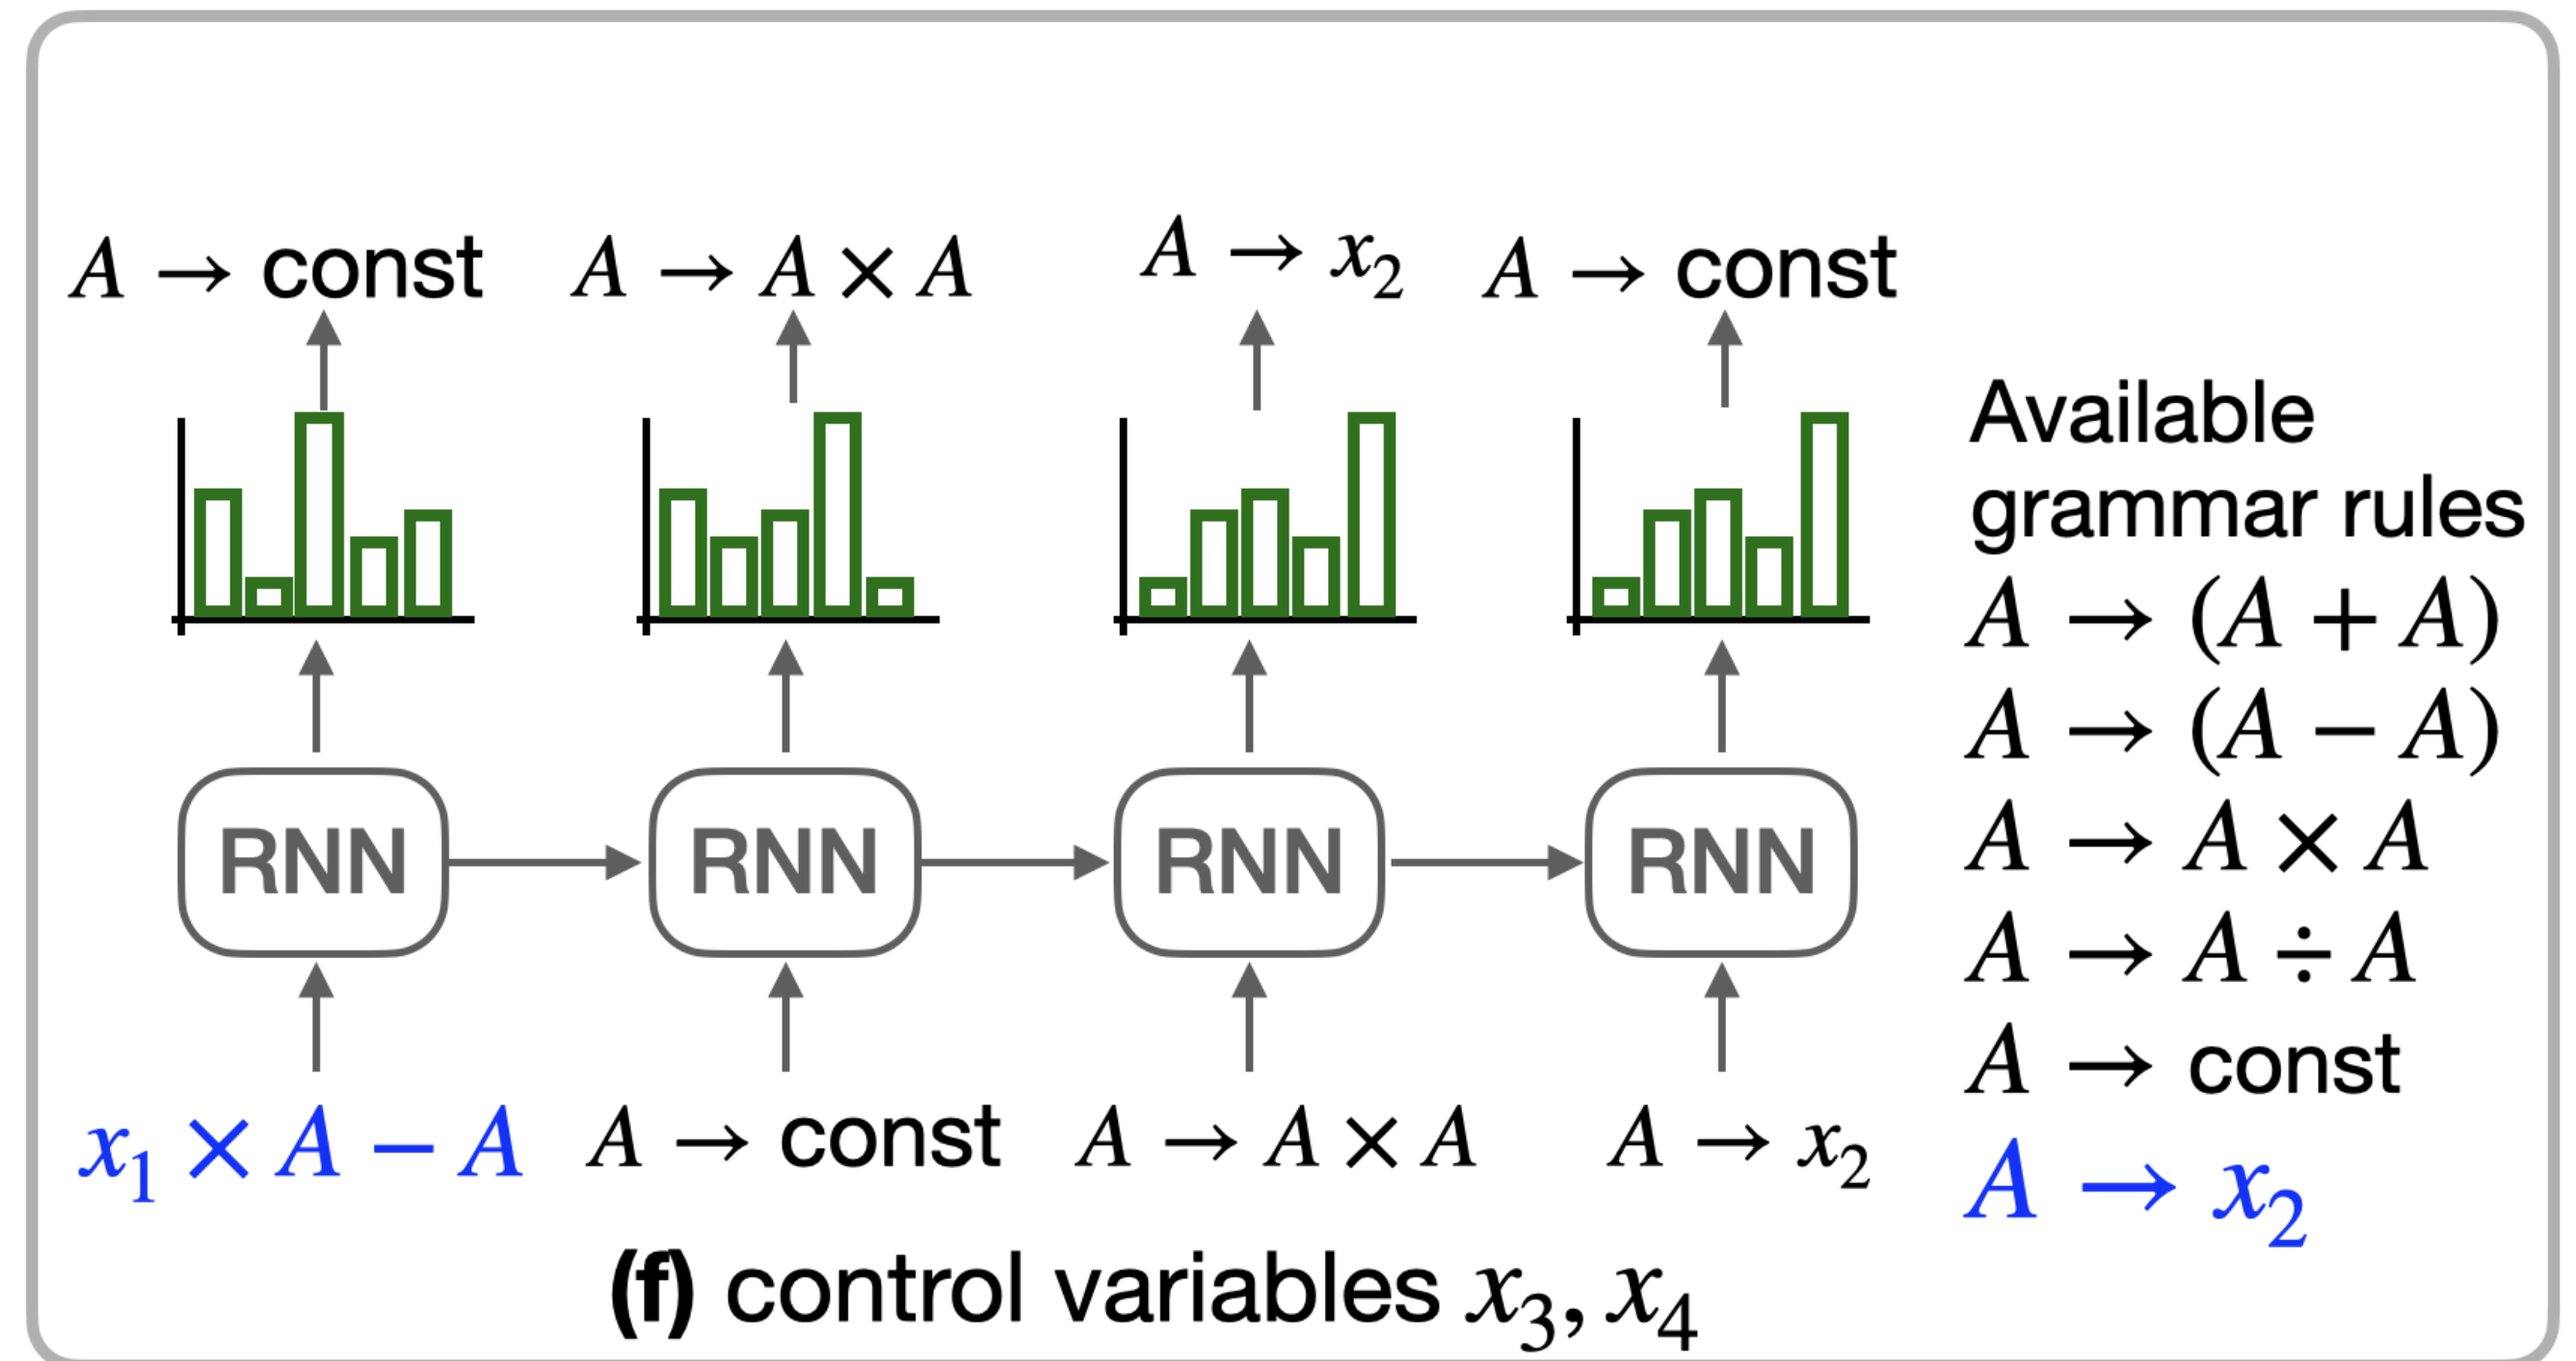 A → const
A → A × A
A → x₂
A → const
RNN
RNN
RNN
RNN
x₁ × A − A
A → const
A → A × A
A → x₂
Available
grammar rules
A → (A + A)
A → (A − A)
A → A × A
A → A ÷ A
A → const
A → x₂
(f) control variables x₃, x₄